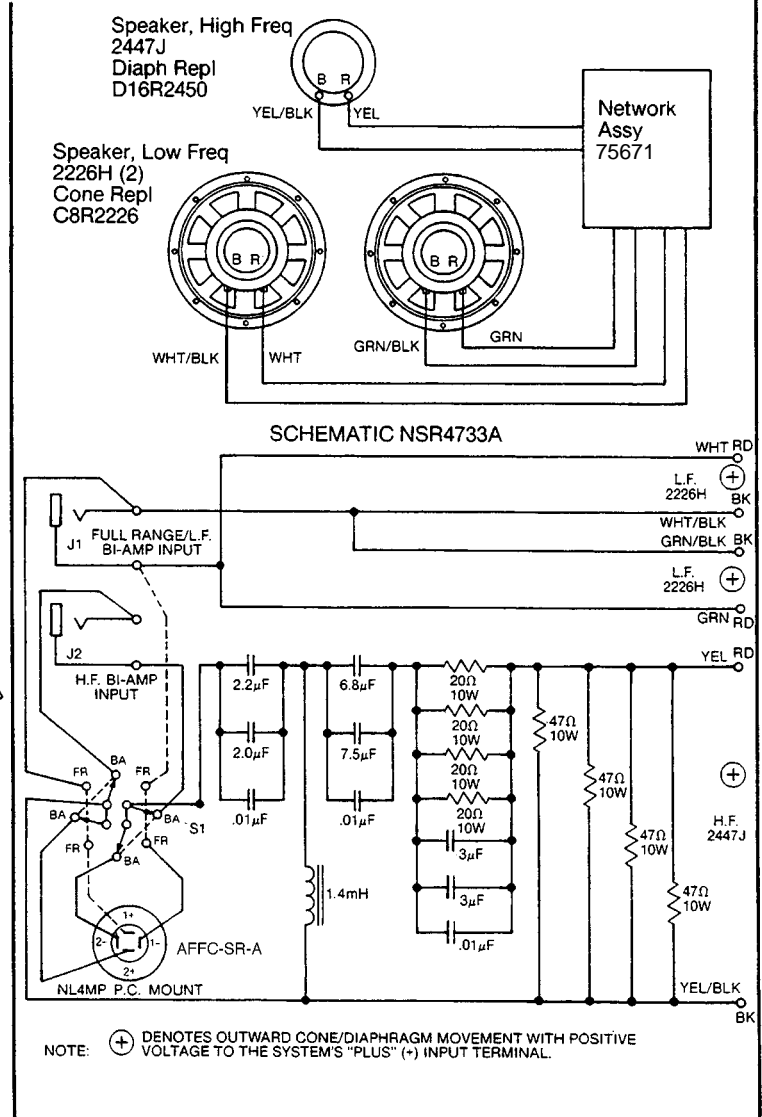 Speaker, High Freq
2447J
Diaph Repl
D16R2450
B R
YEL/BLK
YEL
Network
Assy
75671
Speaker, Low Freq
2226H (2)
Cone Repl
C8R2226
B R
B R
WHT/BLK
WHT
GRN/BLK
GRN
SCHEMATIC NSR4733A
WHT RD
L.F.
2226H
+
BK
WHT/BLK
GRN/BLK BK
L.F.
2226H
+
GRN RD
J1
FULL RANGE/L.F.
BI-AMP INPUT
J2
H.F. BI-AMP
INPUT
YEL RD
2.2µF
2.0µF
.01µF
6.8µF
7.5µF
.01µF
20Ω
10W
20Ω
10W
20Ω
10W
20Ω
10W
3µF
3µF
.01µF
1.4mH
47Ω
10W
47Ω
10W
47Ω
10W
47Ω
10W
+
H.F.
2447J
FR
BA
FR
BA
BA
S1
FR
BA
FR
1+
2-
1-
2+
AFFC-SR-A
NL4MP P.C. MOUNT
YEL/BLK
BK
NOTE: + DENOTES OUTWARD CONE/DIAPHRAGM MOVEMENT WITH POSITIVE
VOLTAGE TO THE SYSTEM'S "PLUS" (+) INPUT TERMINAL.